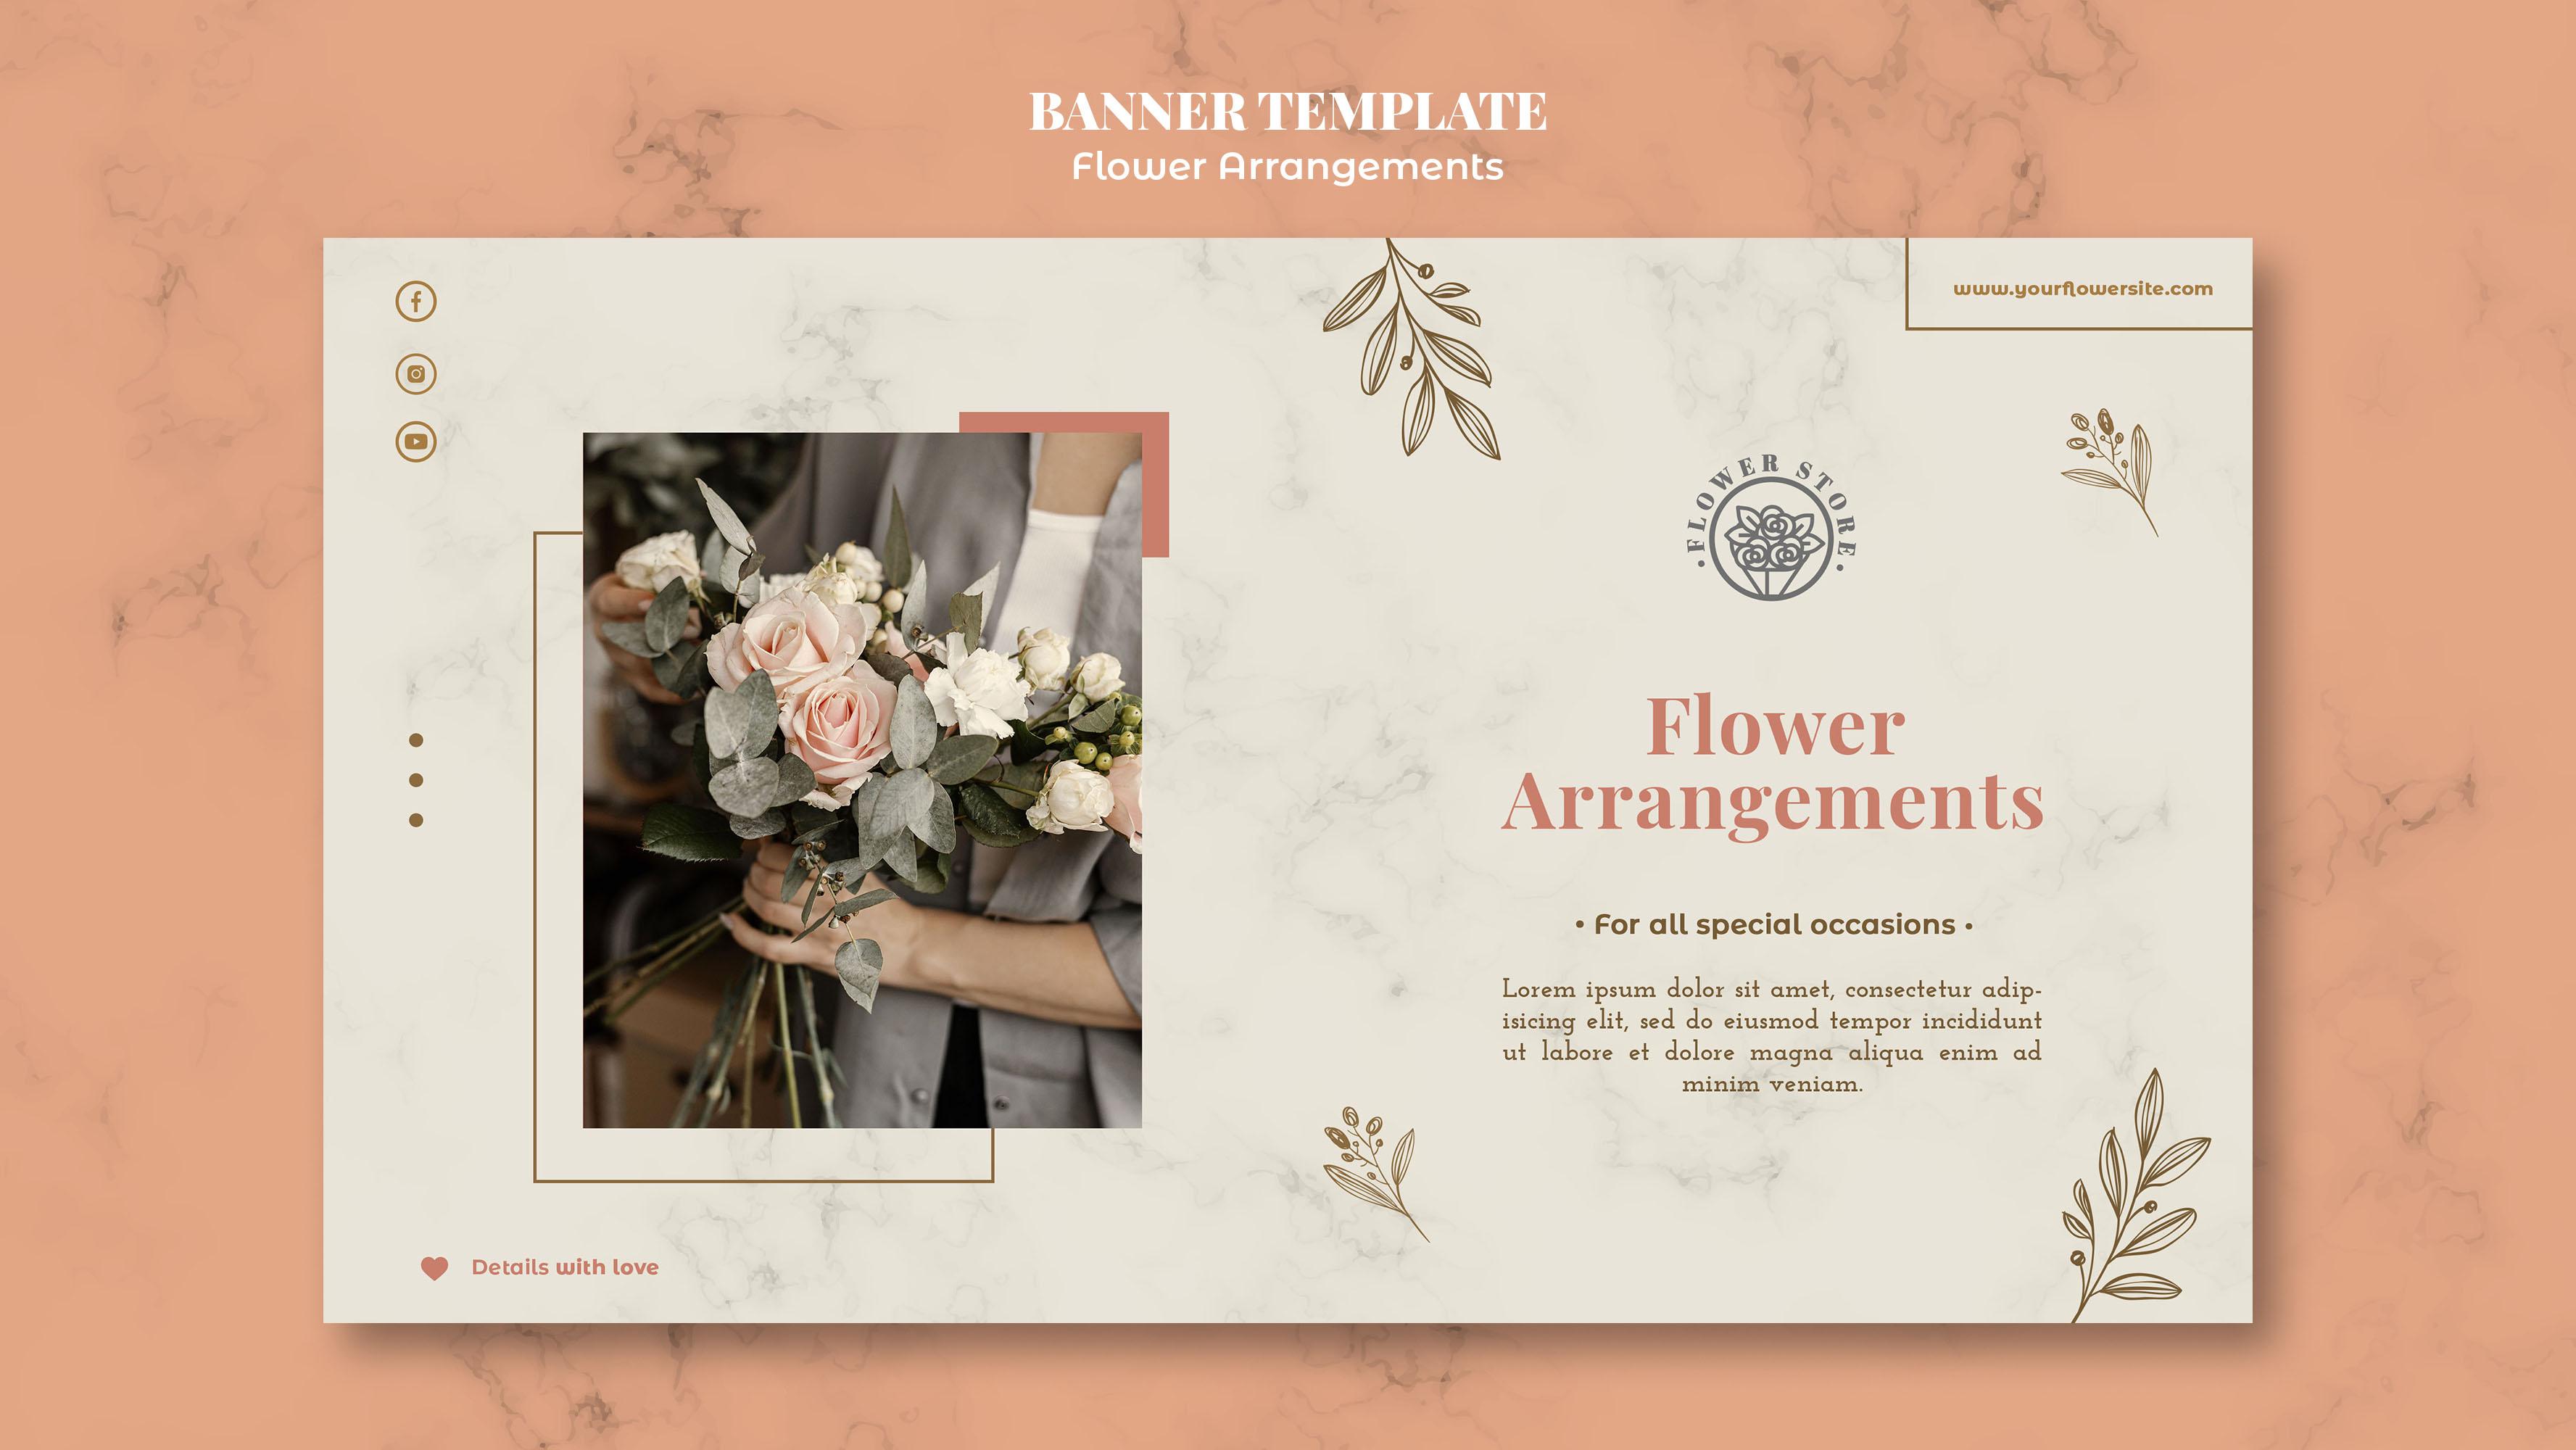 BANNER TEMPLATE
Flower Arrangements
www.yourflowersite.com
• FLOWER STORE •
Flower
Arrangements
• For all special occasions •
Lorem ipsum dolor sit amet, consectetur adip-
isicing elit, sed do eiusmod tempor incididunt
ut labore et dolore magna aliqua enim ad
minim veniam.
Details with love